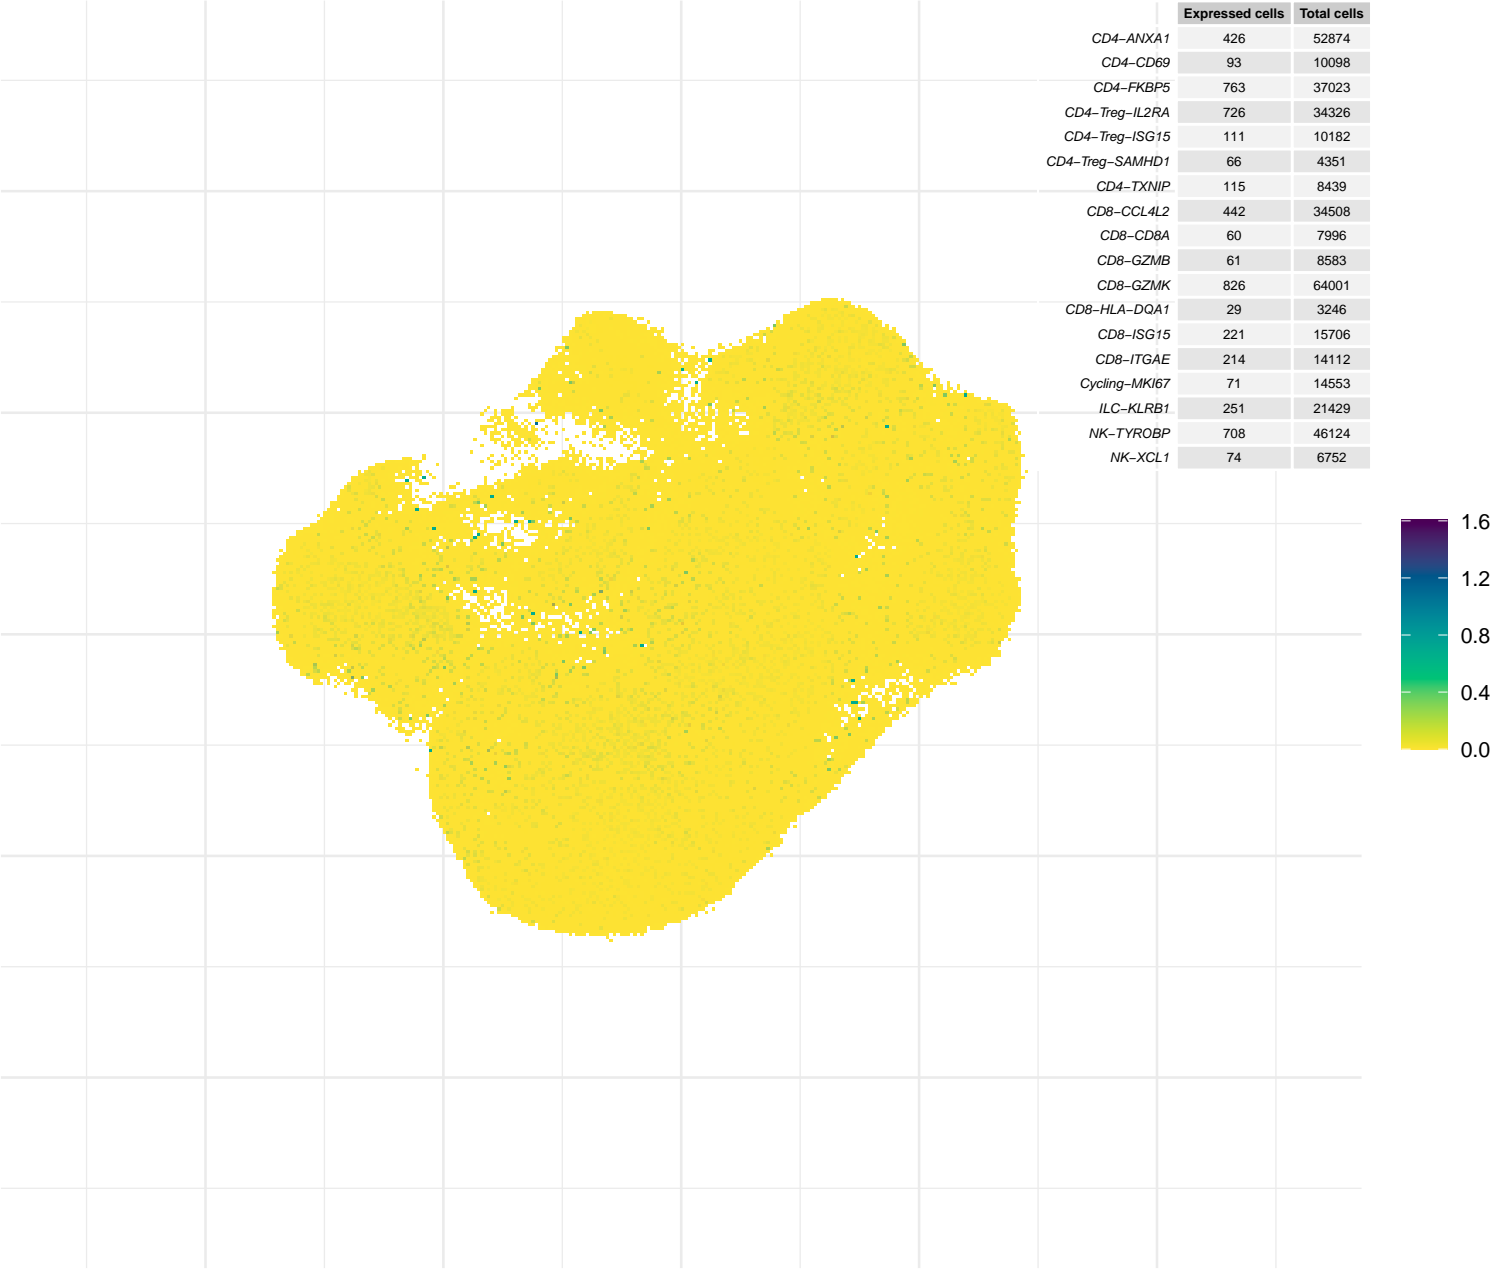 Expressed cells Total cells
CD4−ANXA1 426 52874
CD4−CD69 93 10098
CD4−FKBP5 763 37023
CD4−Treg−IL2RA 726 34326
CD4−Treg−ISG15 111 10182
CD4−Treg−SAMHD1 66 4351
CD4−TXNIP 115 8439
CD8−CCL4L2 442 34508
CD8−CD8A 60 7996
CD8−GZMB 61 8583
CD8−GZMK 826 64001
CD8−HLA−DQA1 29 3246
CD8−ISG15 221 15706
CD8−ITGAE 214 14112
Cycling−MKI67 71 14553
ILC−KLRB1 251 21429
NK−TYROBP 708 46124
NK−XCL1 74 6752
1.6
1.2
0.8
0.4
0.0